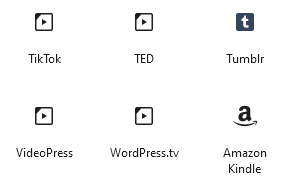 TikTok TED Tumblr
VideoPress WordPress.tv Amazon
Kindle